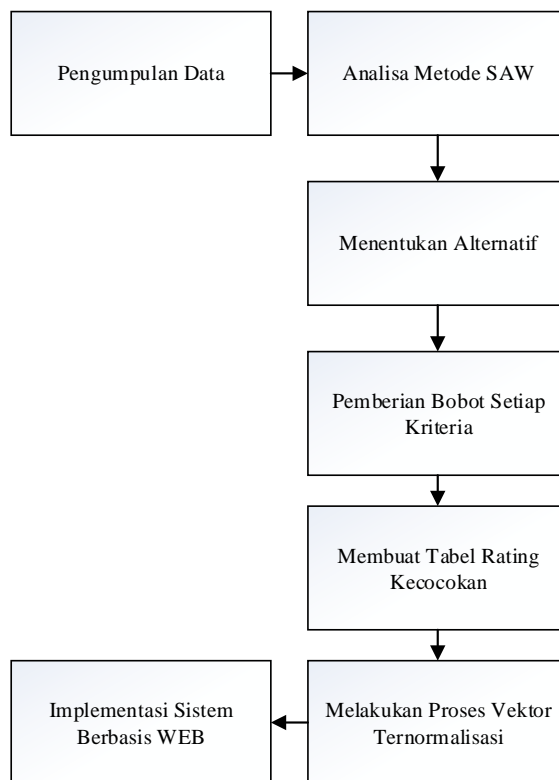 Pengumpulan Data
Analisa Metode SAW
Menentukan Alternatif
Pemberian Bobot Setiap
Kriteria
Membuat Tabel Rating
Kecocokan
Melakukan Proses Vektor
Ternormalisasi
Implementasi Sistem
Berbasis WEB